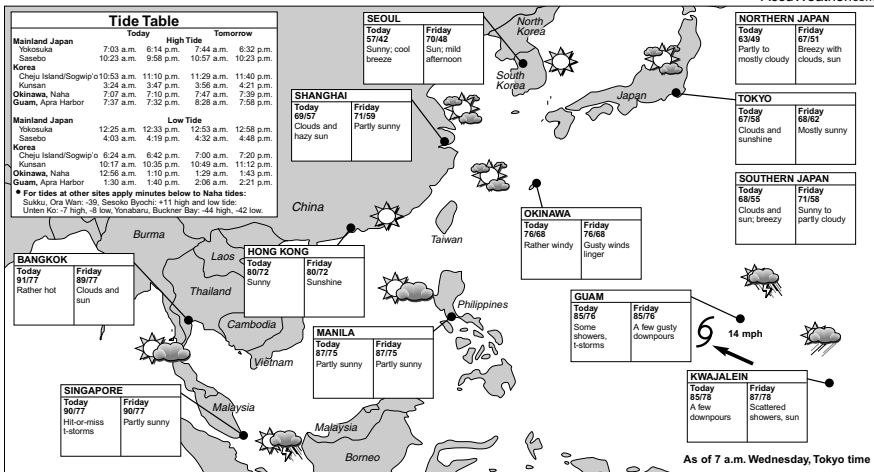 Tide Table
Today Tomorrow
Mainland Japan High Tide
Yokosuka 7:03 a.m. 6:14 p.m. 7:44 a.m. 6:32 p.m.
Sasebo 10:23 a.m. 9:58 p.m. 10:57 a.m. 10:23 p.m.
Korea
Cheju Island/Sogwip'o 10:53 a.m. 11:10 p.m. 11:29 a.m. 11:40 p.m.
Kunsan 3:24 a.m. 3:47 p.m. 3:56 a.m. 4:21 p.m.
Okinawa, Naha 7:07 a.m. 7:10 p.m. 7:47 a.m. 7:39 p.m.
Guam, Apra Harbor 7:37 a.m. 7:32 p.m. 8:28 a.m. 7:58 p.m.
Mainland Japan Low Tide
Yokosuka 12:25 a.m. 12:33 p.m. 12:53 a.m. 12:58 p.m.
Sasebo 4:03 a.m. 4:19 p.m. 4:32 a.m. 4:48 p.m.
Korea
Cheju Island/Sogwip'o 6:24 a.m. 6:42 p.m. 7:00 a.m. 7:20 p.m.
Kunsan 10:17 a.m. 10:35 p.m. 10:49 a.m. 11:12 p.m.
Okinawa, Naha 12:56 a.m. 1:10 p.m. 1:29 a.m. 1:43 p.m.
Guam, Apra Harbor 1:30 a.m. 1:40 p.m. 2:06 a.m. 2:21 p.m.
• For tides at other sites apply minutes below to Naha tides:
Sukku, Ora Wan: -39, Sesoko Byochi: +11 high and low tide:
Unten Ko: -7 high, -8 low, Yonabaru, Buckner Bay: -44 high, -42 low.
SEOUL
Today Friday
57/42 70/48
Sunny; cool Sun; mild
breeze afternoon
North
Korea
South
Korea
Japan
NORTHERN JAPAN
Today Friday
63/49 67/51
Partly to Breezy with
mostly cloudy clouds, sun
SHANGHAI
Today Friday
69/57 71/59
Clouds and Partly sunny
hazy sun
TOKYO
Today Friday
67/58 68/62
Clouds and Mostly sunny
sunshine
SOUTHERN JAPAN
Today Friday
68/55 71/58
Clouds and Sunny to
sun; breezy partly cloudy
China
Taiwan
OKINAWA
Today Friday
76/68 76/68
Rather windy Gusty winds
linger
Burma
Laos
Thailand
Cambodia
Vietnam
BANGKOK
Today Friday
91/77 89/77
Rather hot Clouds and
sun
HONG KONG
Today Friday
80/72 80/72
Sunny Sunshine
Philippines
MANILA
Today Friday
87/75 87/75
Partly sunny Partly sunny
GUAM
Today Friday
85/76 85/76
Some A few gusty
showers, downpours
t-storms
14 mph
KWAJALEIN
Today Friday
85/78 87/78
A few Scattered
downpours showers, sun
SINGAPORE
Today Friday
90/77 90/77
Hit-or-miss Partly sunny
t-storms
Malaysia
Malaysia
Borneo
As of 7 a.m. Wednesday, Tokyo time